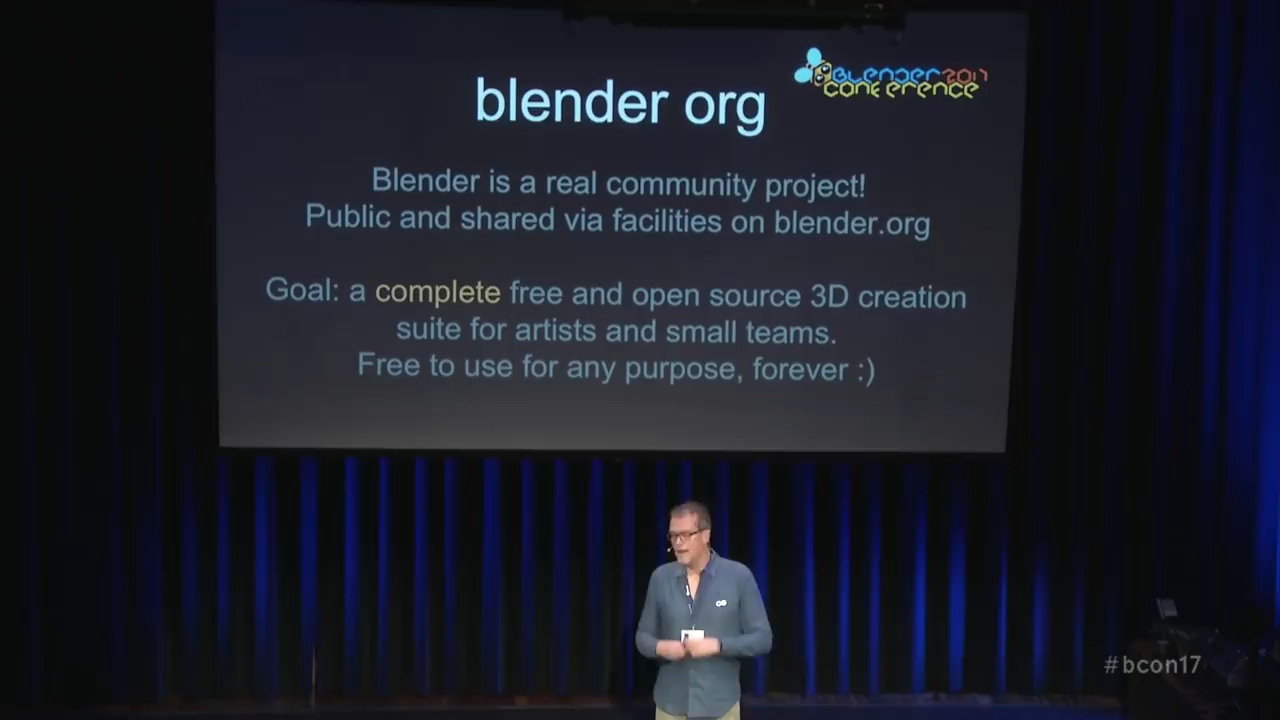 BLENDER 2017
CONFERENCE
blender org
Blender is a real community project!
Public and shared via facilities on blender.org
Goal: a complete free and open source 3D creation
suite for artists and small teams.
Free to use for any purpose, forever :)
#bcon17